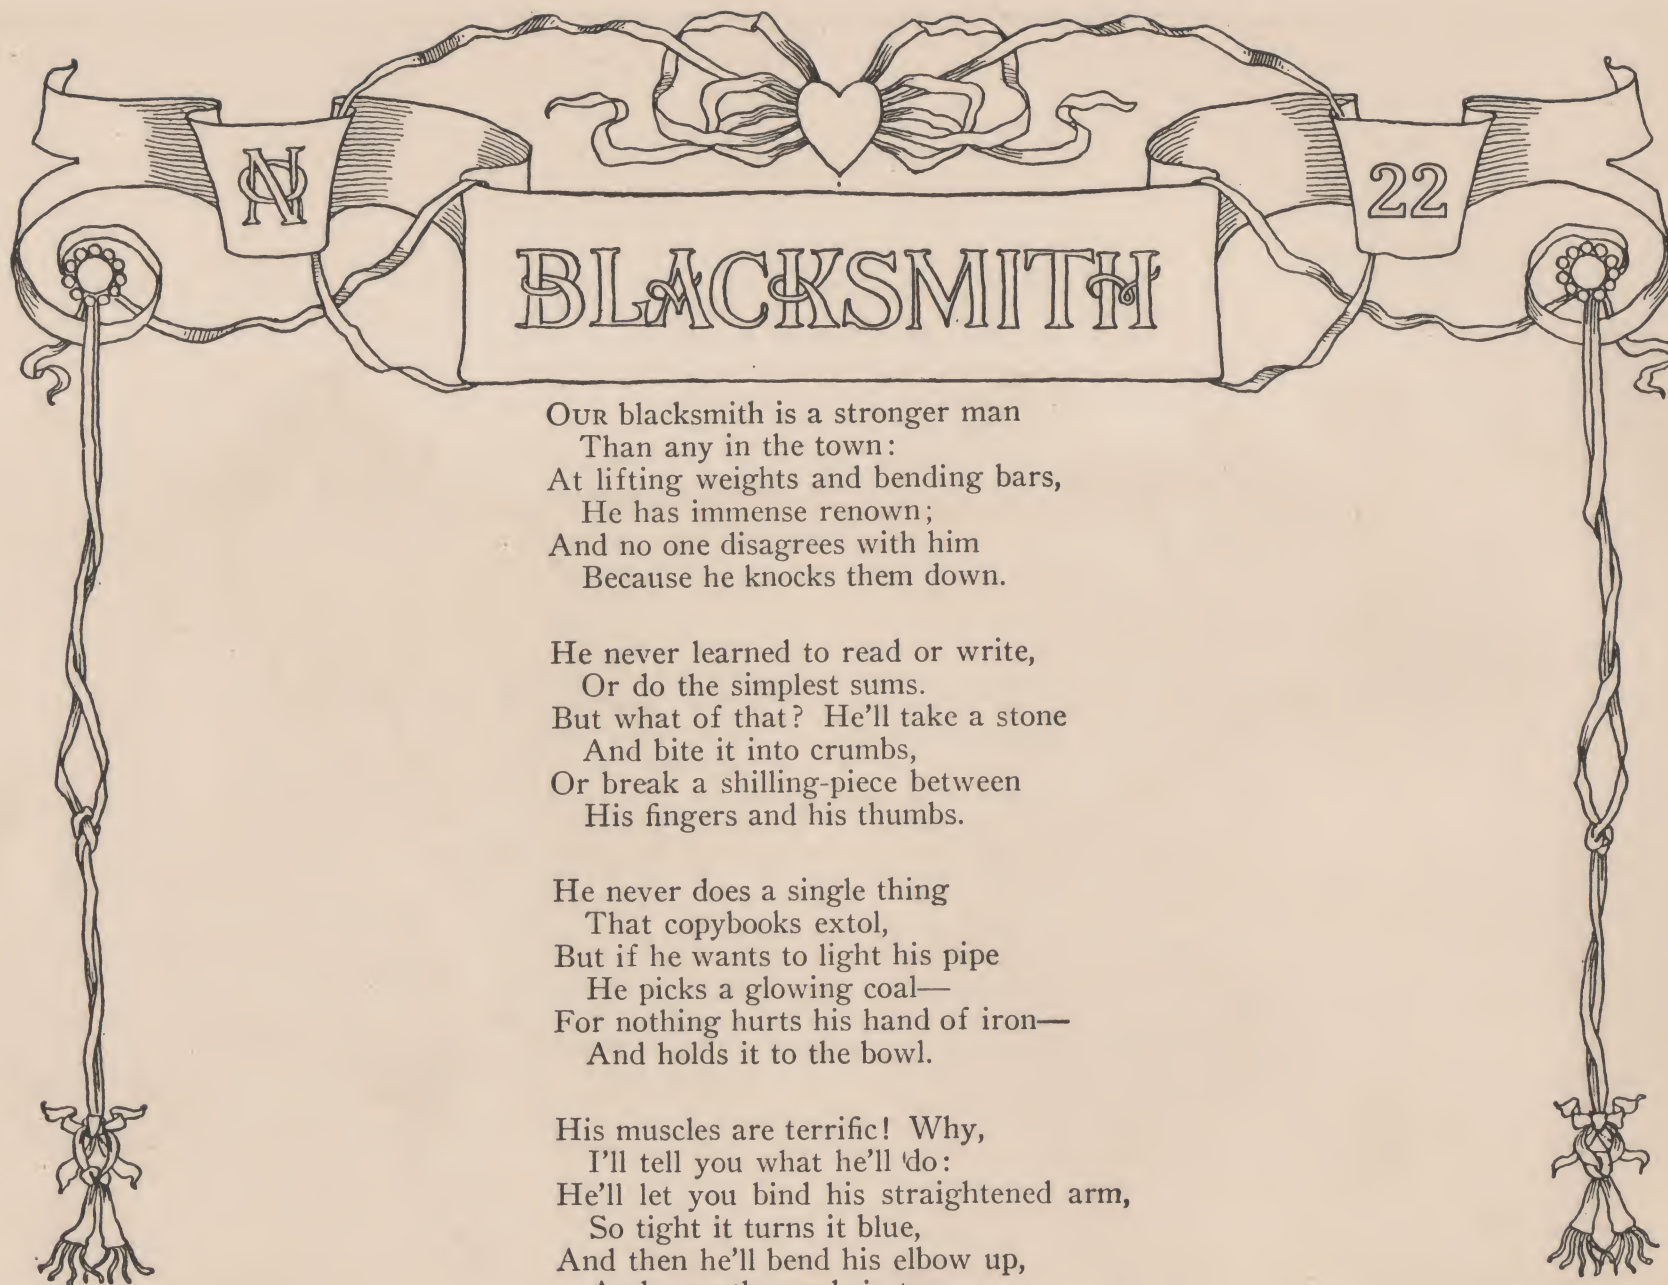 NO
22
BLACKSMITH
OUR blacksmith is a stronger man
Than any in the town:
At lifting weights and bending bars,
He has immense renown;
And no one disagrees with him
Because he knocks them down.
He never learned to read or write,
Or do the simplest sums.
But what of that? He'll take a stone
And bite it into crumbs,
Or break a shilling-piece between
His fingers and his thumbs.
He never does a single thing
That copybooks extol,
But if he wants to light his pipe
He picks a glowing coal—
For nothing hurts his hand of iron—
And holds it to the bowl.
His muscles are terrific! Why,
I'll tell you what he'll do:
He'll let you bind his straightened arm,
So tight it turns it blue,
And then he'll bend his elbow up,